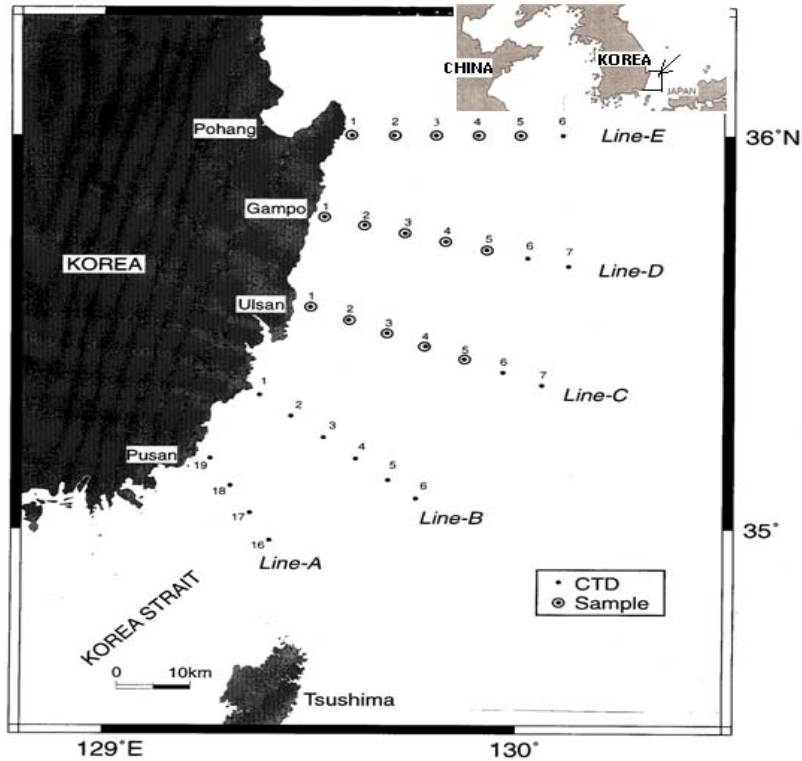 CHINA
KOREA
JAPAN
Pohang
1 2 3 4 5 6
Line-E
36˚N
Gampo
1 2 3 4 5 6 7
Line-D
KOREA
Ulsan
1 2 3 4 5 6 7
Line-C
1 2 3 4 5 6
Line-B
Pusan
19 18 17 16
Line-A
35˚
CTD
Sample
KOREA STRAIT
0 10km
Tsushima
129˚E 130˚